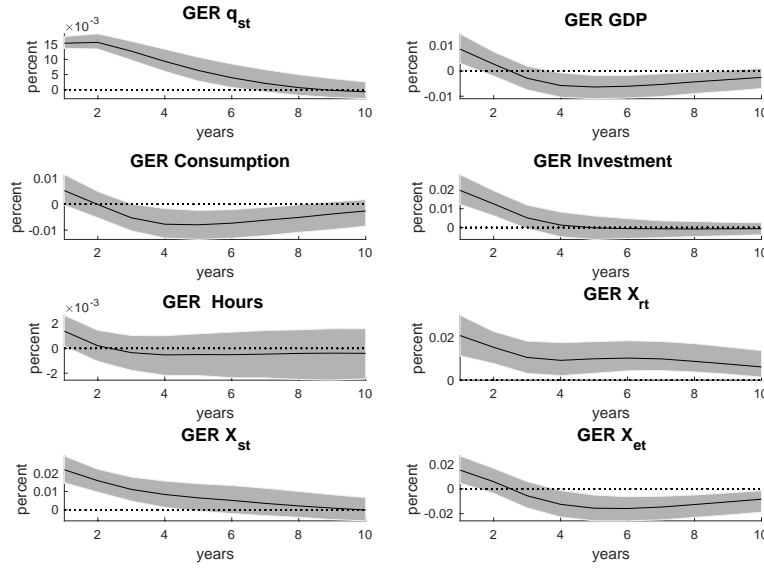 GER q_st
×10^-3
15
10
5
0
percent
2 4 6 8 10
years
GER GDP
0.01
0
-0.01
percent
2 4 6 8 10
years
GER Consumption
0.01
0
-0.01
percent
2 4 6 8 10
years
GER Investment
0.02
0.01
0
percent
2 4 6 8 10
years
GER Hours
×10^-3
2
0
-2
percent
2 4 6 8 10
years
GER X_rt
0.02
0
percent
2 4 6 8 10
years
GER X_st
0.02
0.01
0
percent
2 4 6 8 10
years
GER X_et
0.02
0
-0.02
percent
2 4 6 8 10
years